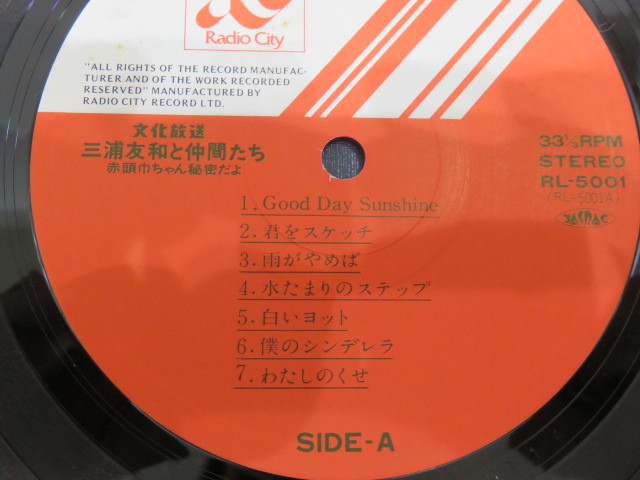 Radio City
"ALL RIGHTS OF THE RECORD MANUFAC-
TURER AND OF THE WORK RECORDED
RESERVED" MANUFACTURED BY
RADIO CITY RECORD LTD.
文化放送
三浦友和と仲間たち
赤頭巾ちゃん秘密だよ
33⅓RPM
STEREO
RL-5001
(RL-5001A)
JASRAC
1. Good Day Sunshine
2. 君をスケッチ
3. 雨がやめば
4. 水たまりのステップ
5. 白いヨット
6. 僕のシンデレラ
7. わたしのくせ
SIDE-A